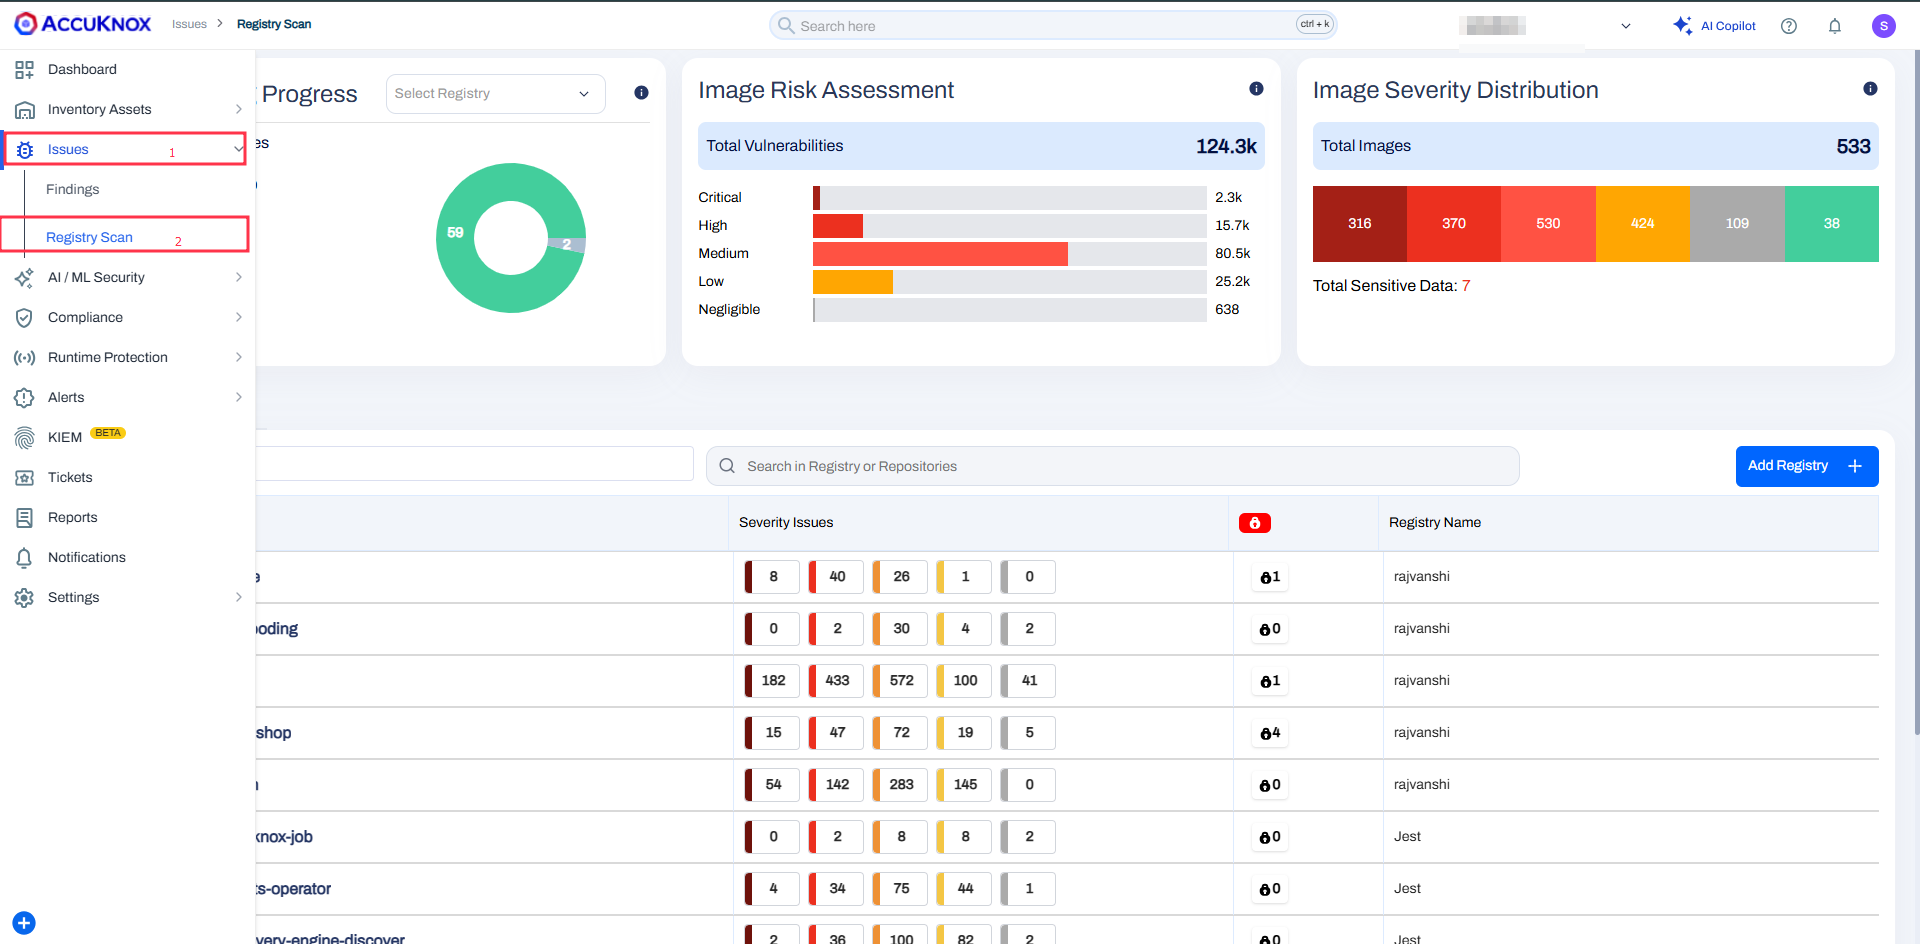 ACCUKNOX
Issues > Registry Scan
Search here
ctrl + k
AI Copilot
S
Dashboard
Inventory Assets
Issues 1
Findings
Registry Scan 2
AI / ML Security
Compliance
Runtime Protection
Alerts
KIEM BETA
Tickets
Reports
Notifications
Settings
Progress
Select Registry
es
59
2
Image Risk Assessment
Total Vulnerabilities 124.3k
Critical 2.3k
High 15.7k
Medium 80.5k
Low 25.2k
Negligible 638
Image Severity Distribution
Total Images 533
316 370 530 424 109 38
Total Sensitive Data: 7
Search in Registry or Repositories
Add Registry +
Severity Issues Registry Name
8 40 26 1 0 1 rajvanshi
ooding 0 2 30 4 2 0 rajvanshi
182 433 572 100 41 1 rajvanshi
shop 15 47 72 19 5 4 rajvanshi
54 142 283 145 0 0 rajvanshi
knox-job 0 2 8 8 2 0 Jest
ts-operator 4 34 75 44 1 0 Jest
very-engine-discover 2 36 100 82 2 0 Jest